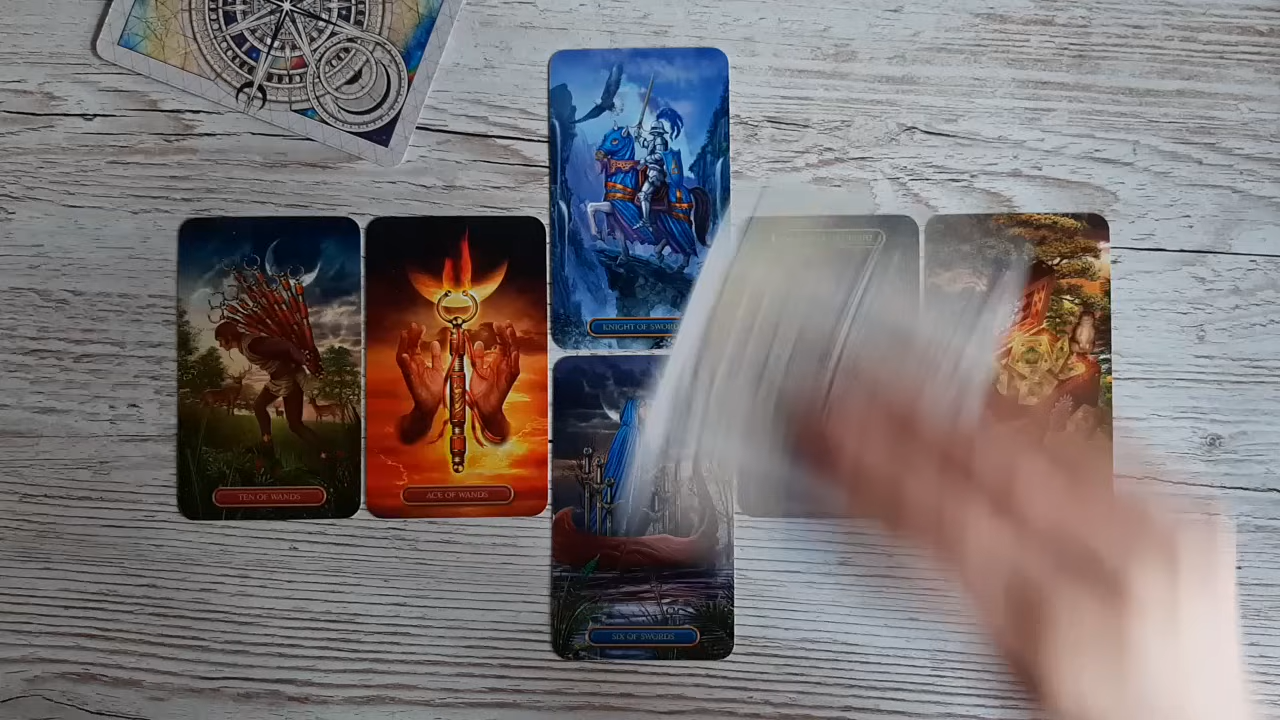 KNIGHT OF SWORDS
TEN OF WANDS
ACE OF WANDS
SIX OF SWORDS